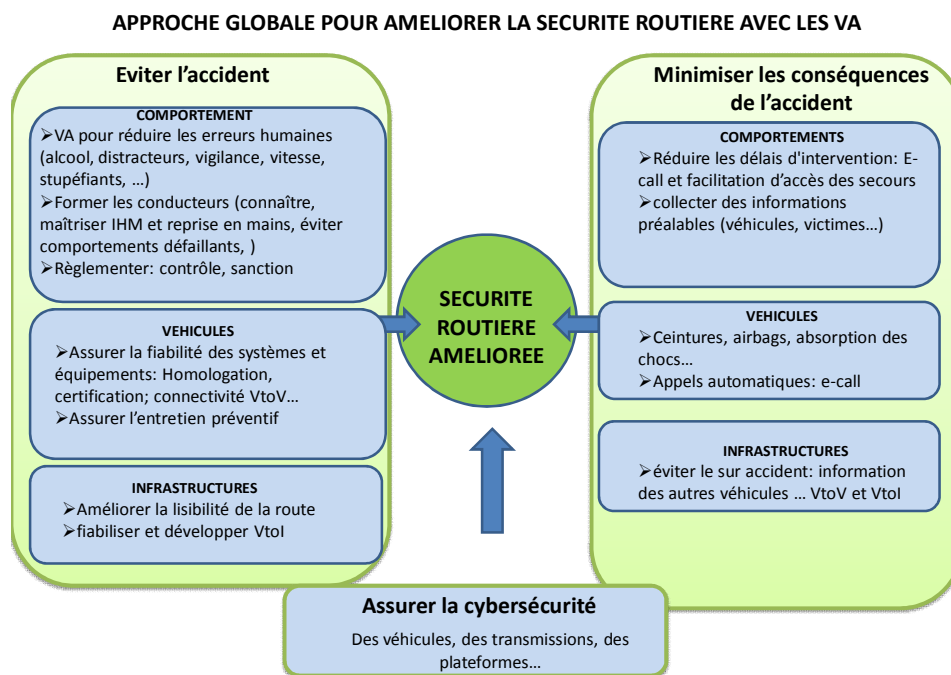 APPROCHE GLOBALE POUR AMELIORER LA SECURITE ROUTIERE AVEC LES VA
Eviter l’accident
COMPORTEMENT
➢VA pour réduire les erreurs humaines
(alcool, distracteurs, vigilance, vitesse,
stupéfiants, …)
➢Former les conducteurs (connaître,
maîtriser IHM et reprise en mains, éviter
comportements défaillants, )
➢Règlementer: contrôle, sanction
VEHICULES
➢Assurer la fiabilité des systèmes et
équipements: Homologation,
certification; connectivité VtoV…
➢Assurer l’entretien préventif
INFRASTRUCTURES
➢Améliorer la lisibilité de la route
➢fiabiliser et développer VtoI
SECURITE
ROUTIERE
AMELIOREE
Minimiser les conséquences
de l’accident
COMPORTEMENTS
➢Réduire les délais d'intervention: E-
call et facilitation d’accès des secours
➢collecter des informations
préalables (véhicules, victimes…)
VEHICULES
➢Ceintures, airbags, absorption des
chocs…
➢Appels automatiques: e-call
INFRASTRUCTURES
➢éviter le sur accident: information
des autres véhicules … VtoV et VtoI
Assurer la cybersécurité
Des véhicules, des transmissions, des
plateformes…